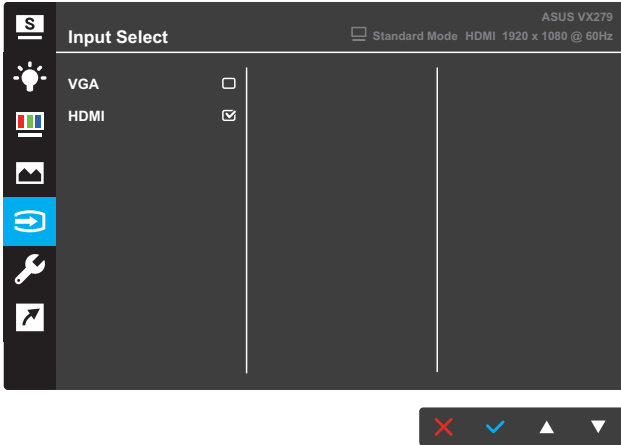 S
Input Select
ASUS VX279
Standard Mode HDMI 1920 x 1080 @ 60Hz
VGA
HDMI